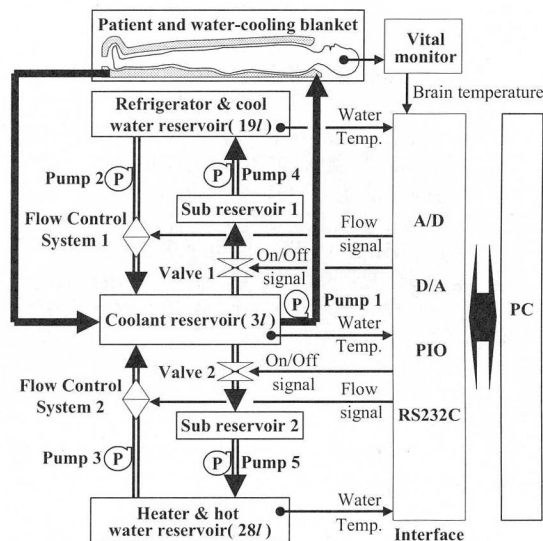 Patient and water-cooling blanket
Vital
monitor
Brain temperature
Refrigerator & cool
water reservoir( 19l )
Water
Temp.
Pump 2
P
P
Pump 4
Flow Control
System 1
Sub reservoir 1
Flow
signal
A/D
Valve 1
On/Off
signal
D/A
P
Pump 1
Coolant reservoir( 3l )
Water
Temp.
PC
PIO
Valve 2
On/Off
signal
Flow Control
System 2
Flow
signal
RS232C
Sub reservoir 2
Pump 3
P
P
Pump 5
Heater & hot
water reservoir( 28l )
Water
Temp.
Interface